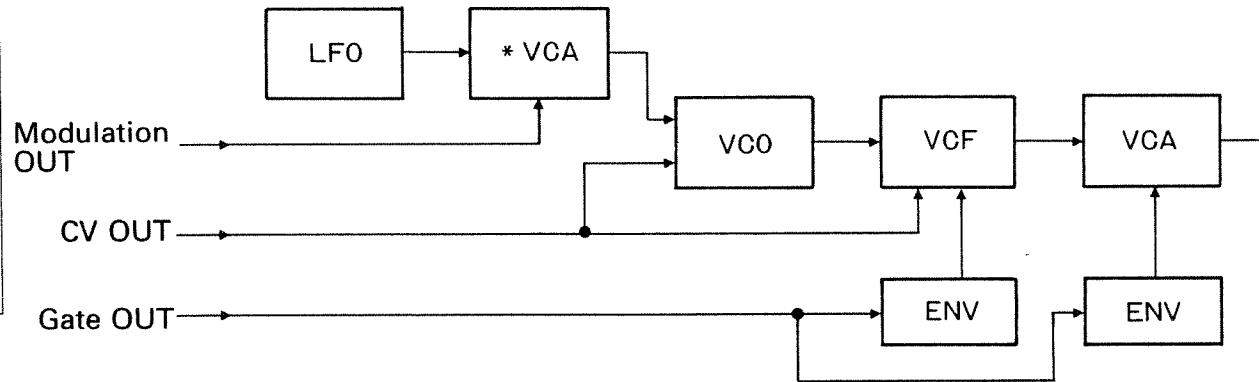 LFO
* VCA
Modulation
OUT
VCO
VCF
VCA
CV OUT
Gate OUT
ENV
ENV